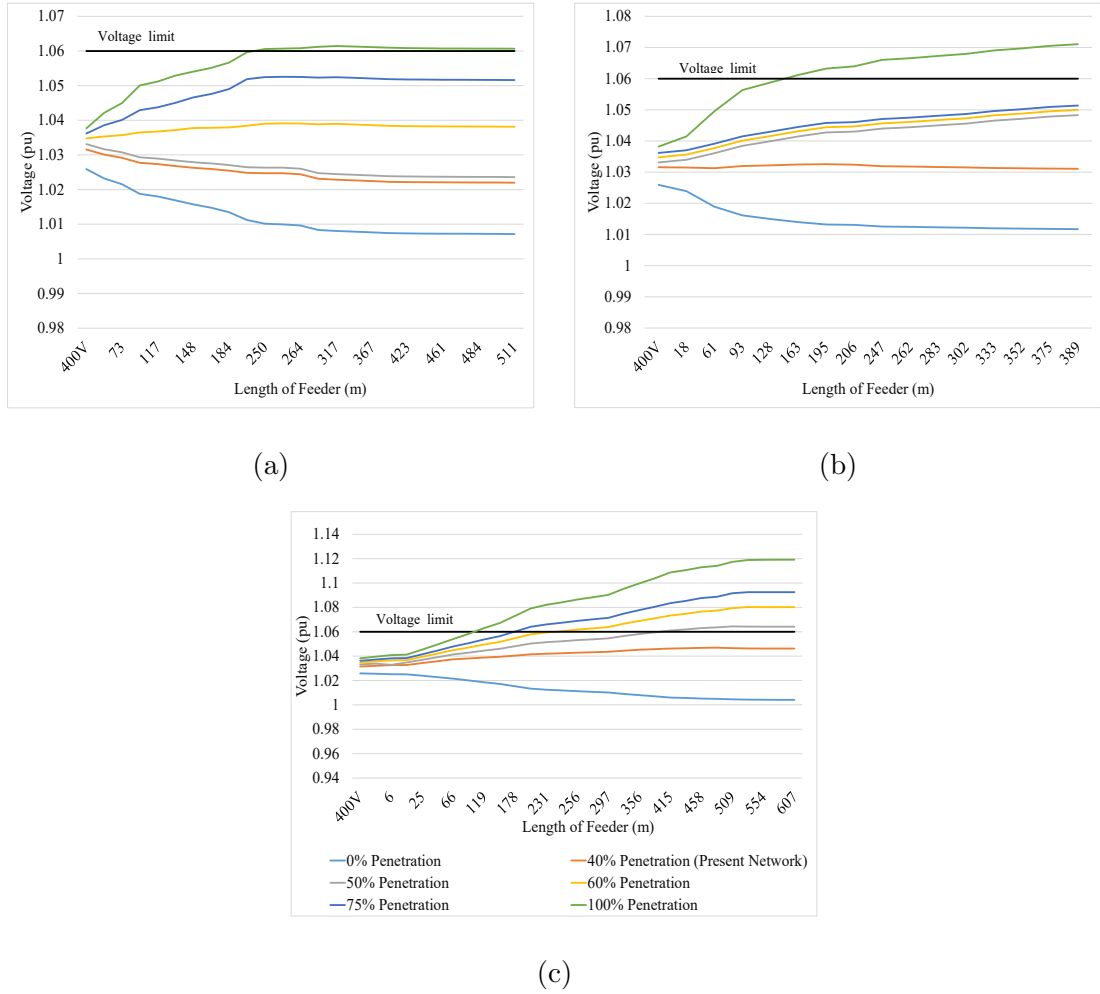 1.07
1.06
1.05
1.04
1.03
1.02
1.01
1
0.99
0.98
Voltage (pu)
Voltage limit
400V 73 117 148 184 250 264 317 367 423 461 484 511
Length of Feeder (m)
(a)
1.08
1.07
1.06
1.05
1.04
1.03
1.02
1.01
1
0.99
0.98
Voltage (pu)
Voltage limit
400V 18 61 93 128 163 195 206 247 262 283 302 333 352 375 389
Length of Feeder (m)
(b)
1.14
1.12
1.1
1.08
1.06
1.04
1.02
1
0.98
0.96
0.94
Voltage (pu)
Voltage limit
400V 6 25 66 119 178 231 256 297 356 415 458 509 554 607
Length of Feeder (m)
0% Penetration 40% Penetration (Present Network)
50% Penetration 60% Penetration
75% Penetration 100% Penetration
(c)